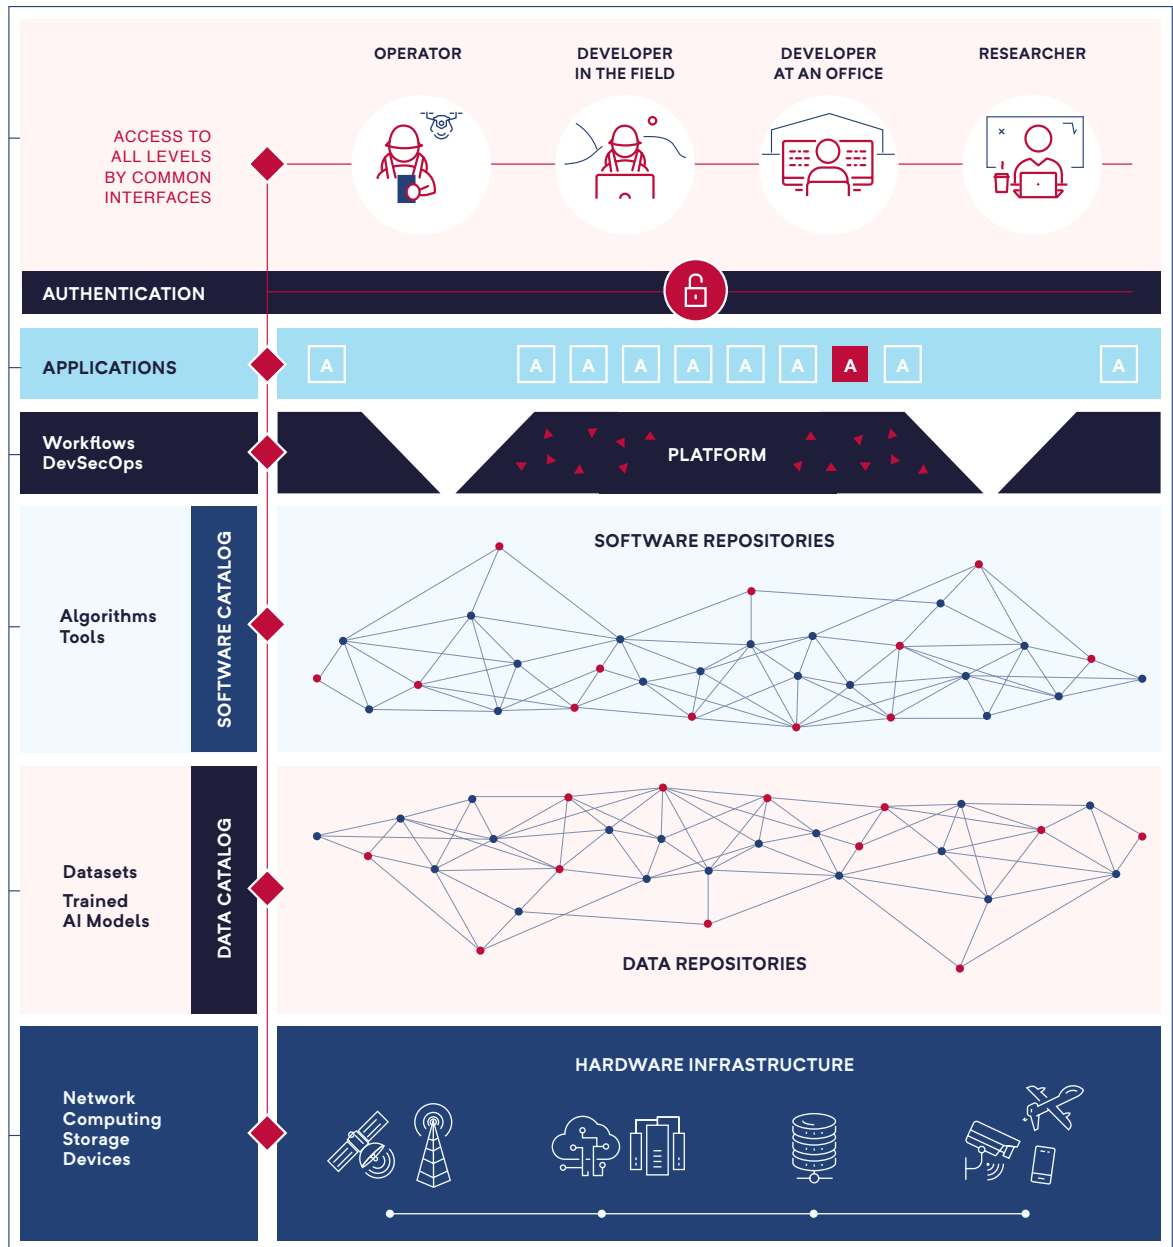 OPERATOR
DEVELOPER
IN THE FIELD
DEVELOPER
AT AN OFFICE
RESEARCHER
ACCESS TO
ALL LEVELS
BY COMMON
INTERFACES
AUTHENTICATION
APPLICATIONS
A
A
A
A
A
A
A
A
A
A
Workflows
DevSecOps
PLATFORM
SOFTWARE REPOSITORIES
Algorithms
Tools
SOFTWARE CATALOG
Datasets
Trained
AI Models
DATA CATALOG
DATA REPOSITORIES
HARDWARE INFRASTRUCTURE
Network
Computing
Storage
Devices